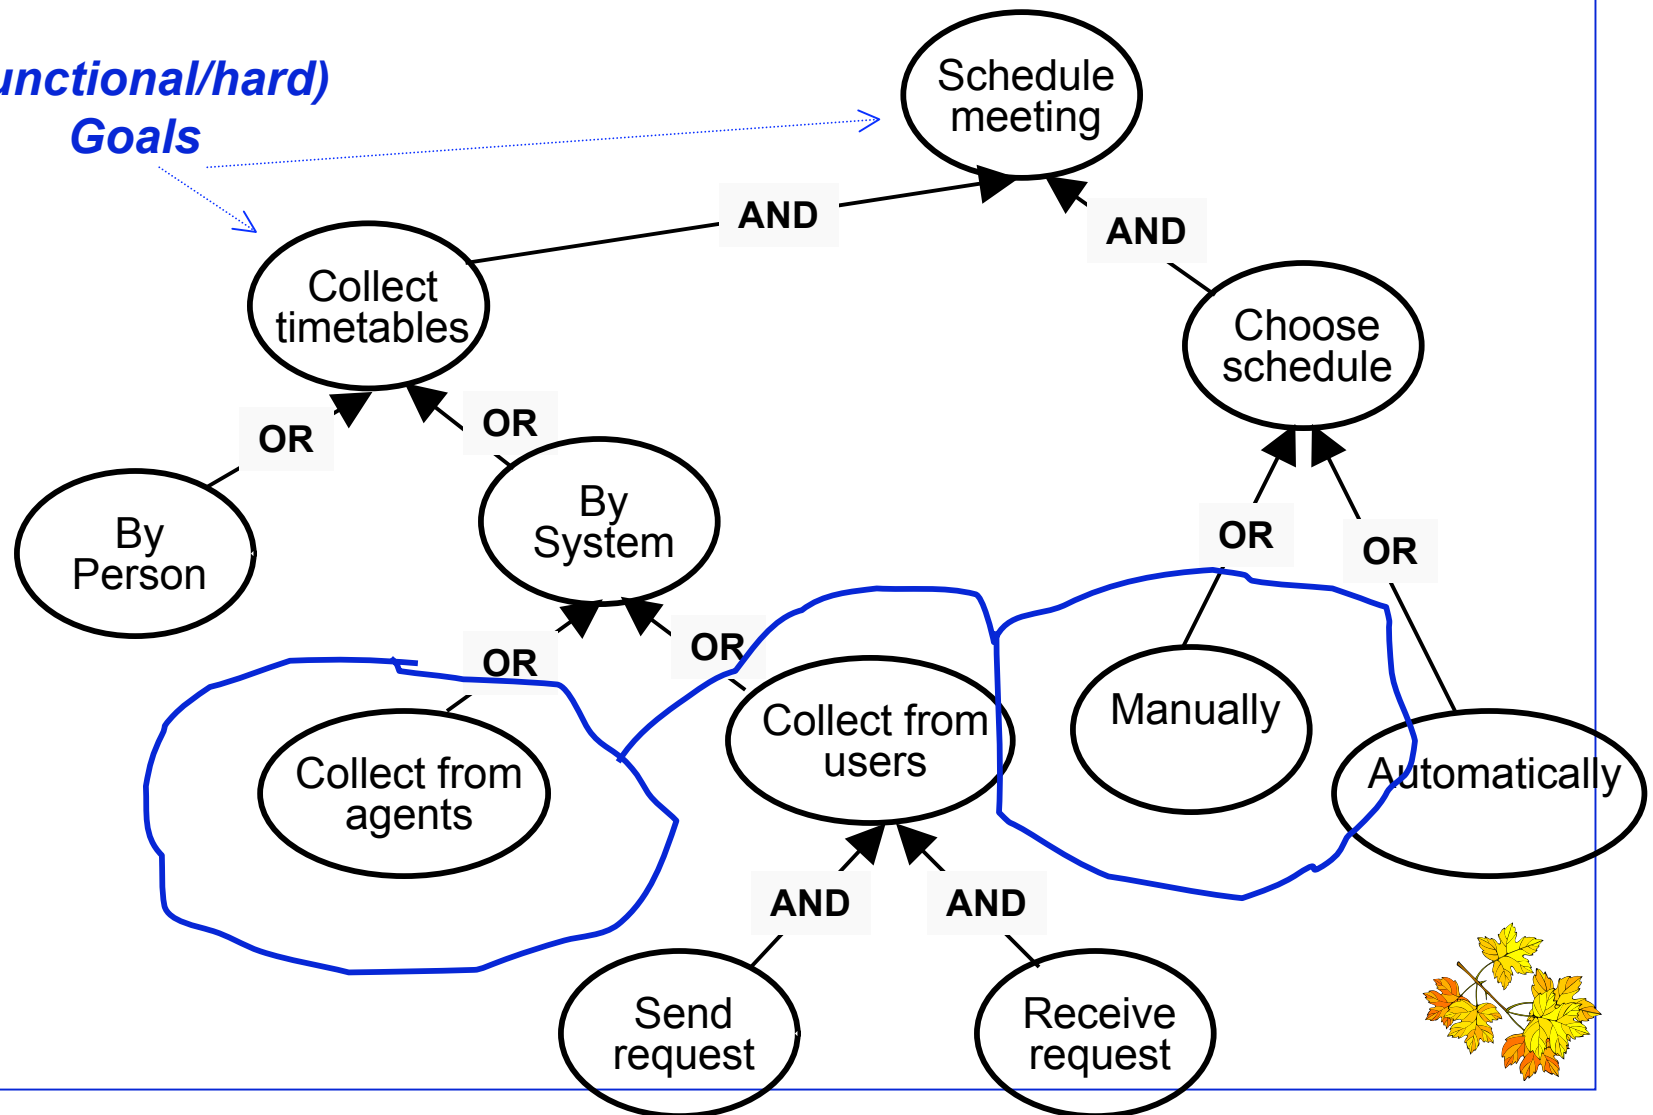 unctional/hard)
Goals
Schedule
meeting
AND
AND
Collect
timetables
Choose
schedule
OR
OR
By
Person
By
System
OR
OR
OR
OR
Collect from
agents
Collect from
users
Manually
Automatically
AND
AND
Send
request
Receive
request